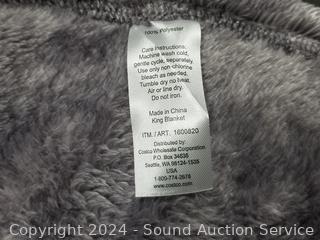 100% Polyester
Care Instructions:
Machine wash cold,
gentle cycle, separately.
Use only non-chlorine
bleach as needed.
Tumble dry no heat.
Air or line dry.
Do not iron.
Made in China
King Blanket
ITM. / ART. 1600820
Distributed by:
Costco Wholesale Corporation
P.O. Box 34535
Seattle, WA 98124-1535
USA
1-800-774-2678
www.costco.com
Copyright 2024 - Sound Auction Service